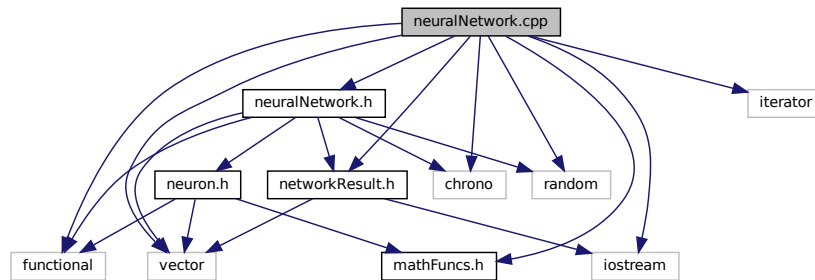 neuralNetwork.cpp
neuralNetwork.h
iterator
neuron.h
networkResult.h
chrono
random
functional
vector
mathFuncs.h
iostream